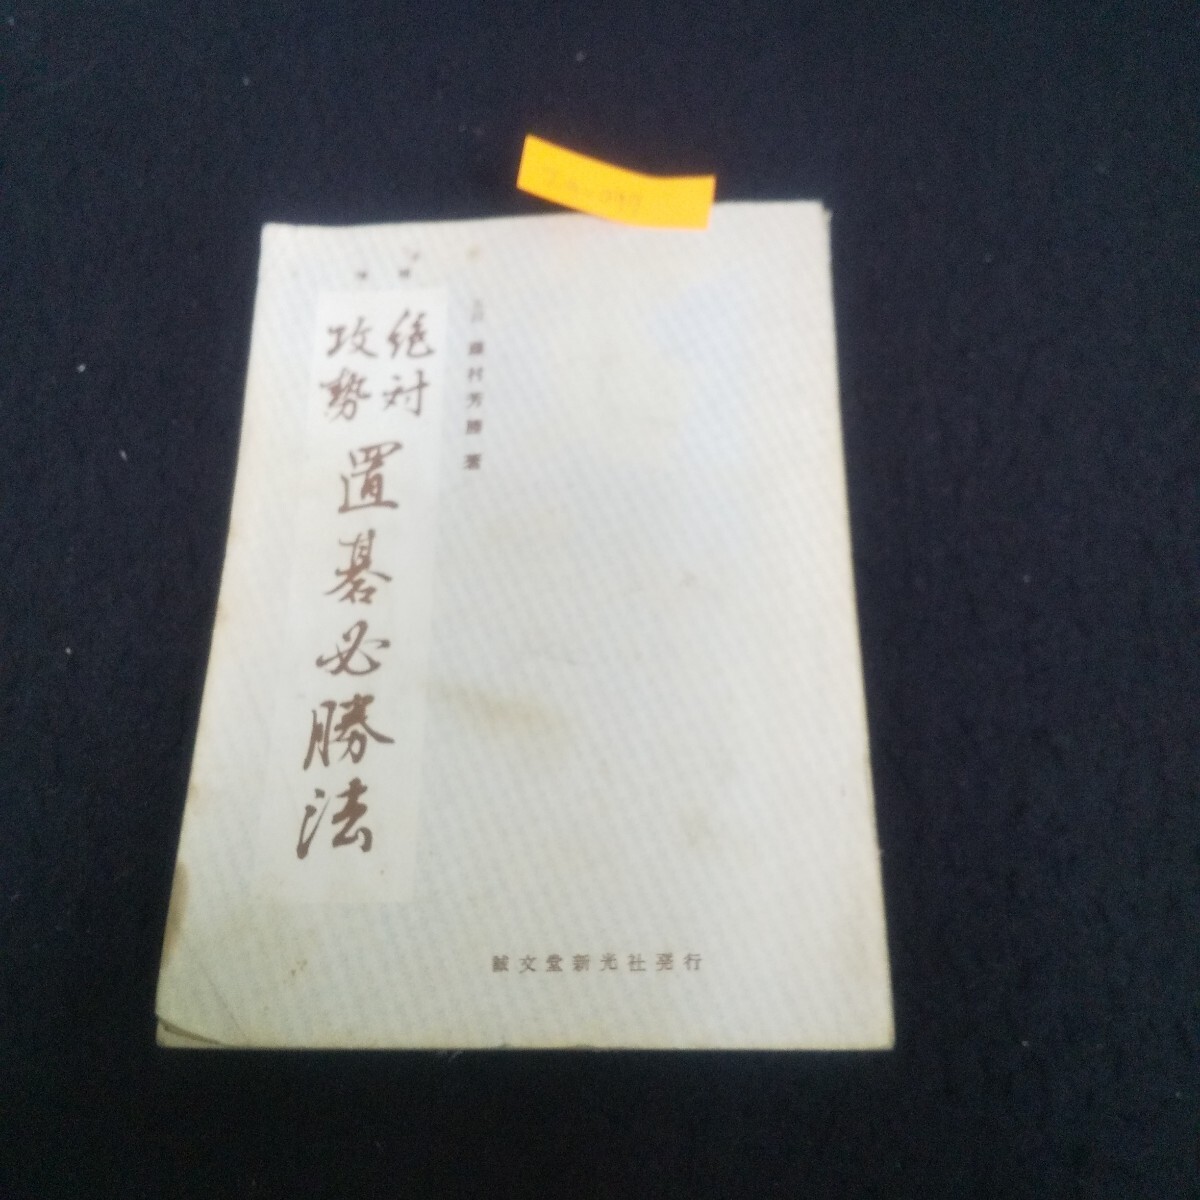 藤村芳勝 著
絶対
攻勢
置碁必勝法
誠文堂新光社発行